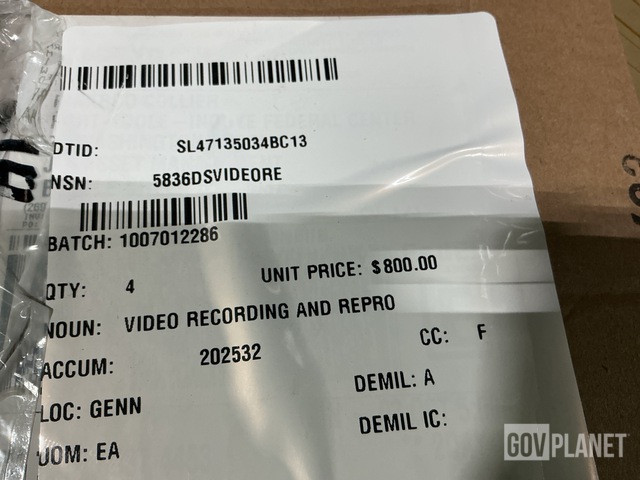 DTID: SL47135034BC13
NSN: 5836DSVIDEORE
BATCH: 1007012286
QTY: 4 UNIT PRICE: $800.00
NOUN: VIDEO RECORDING AND REPRO
ACCUM: 202532 CC: F
LOC: GENN DEMIL: A
UOM: EA DEMIL IC:
GOVPLANET